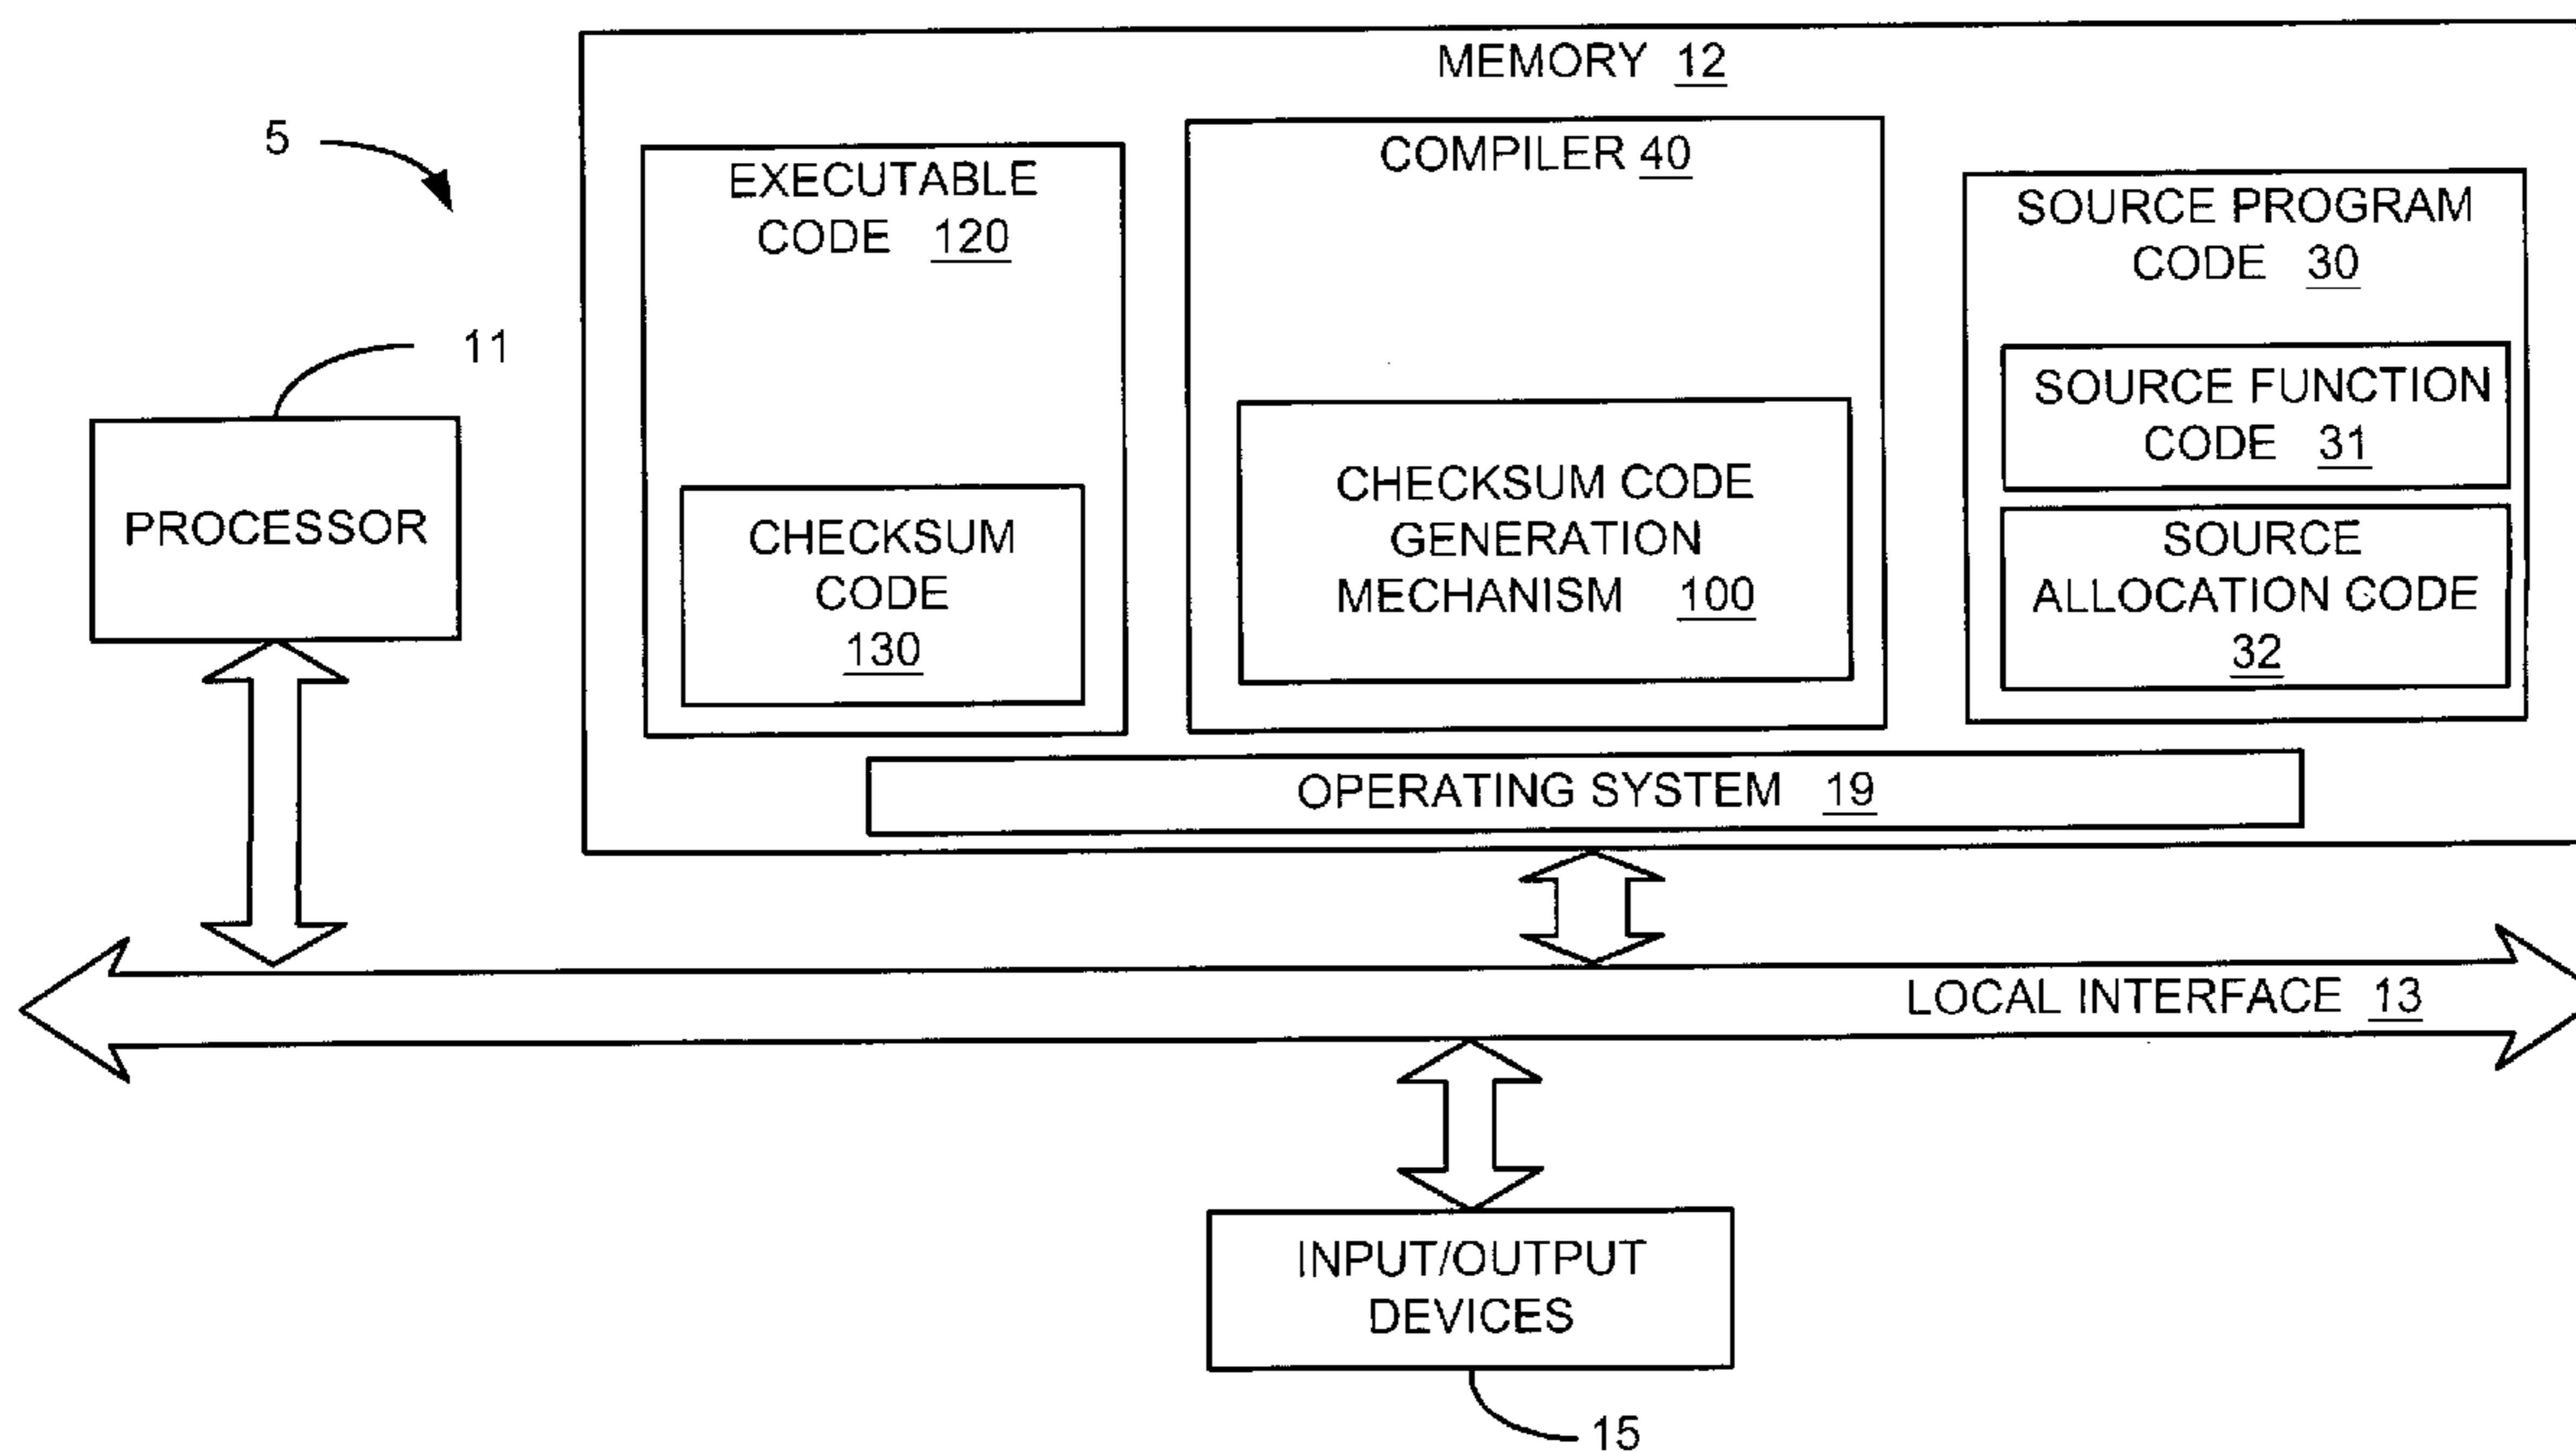 MEMORY 12
5
EXECUTABLE
CODE 120
CHECKSUM
CODE
130
COMPILER 40
CHECKSUM CODE
GENERATION
MECHANISM 100
SOURCE PROGRAM
CODE 30
SOURCE FUNCTION
CODE 31
SOURCE
ALLOCATION CODE
32
11
PROCESSOR
OPERATING SYSTEM 19
LOCAL INTERFACE 13
INPUT/OUTPUT
DEVICES
15